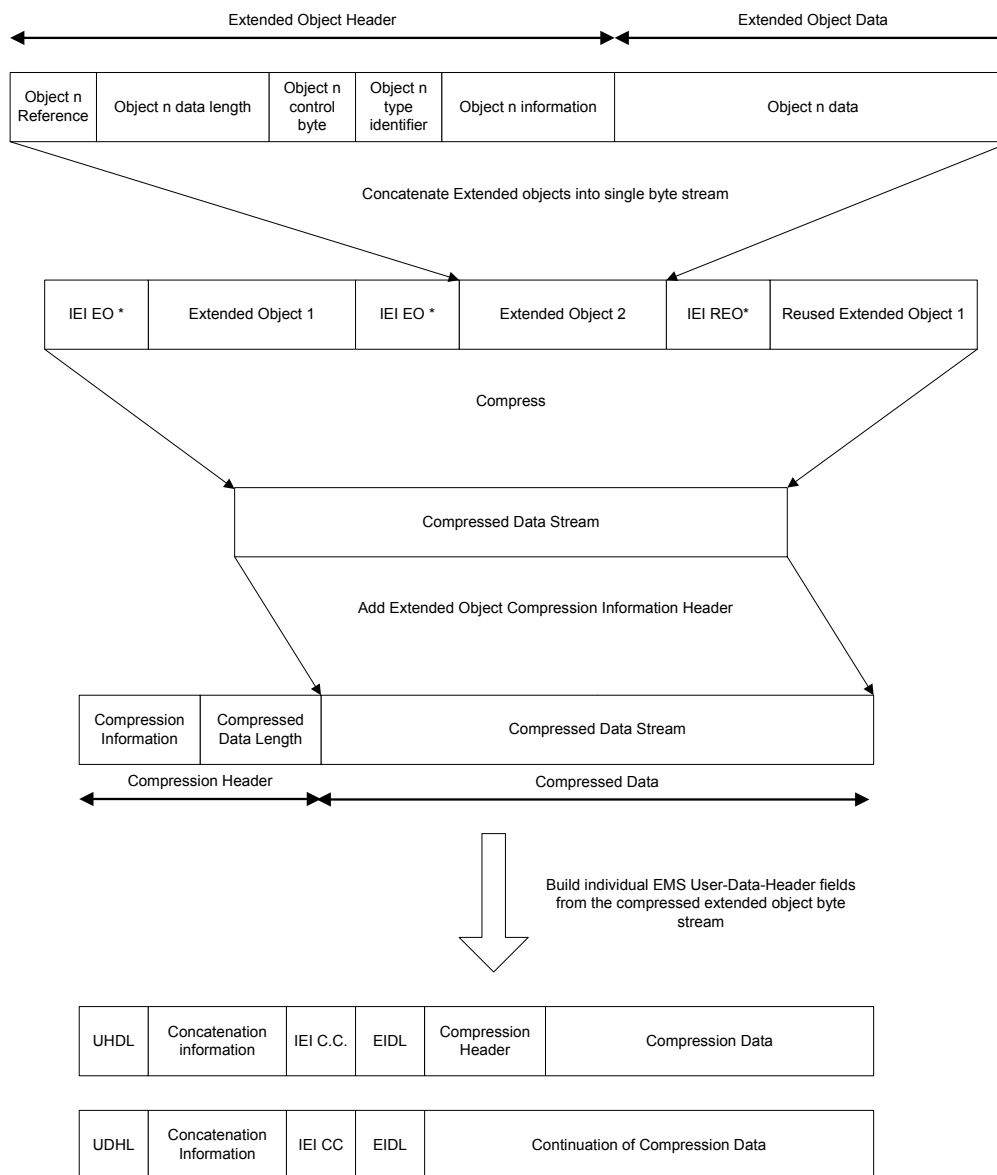 Extended Object Header
Extended Object Data
Object n
Reference
Object n data length
Object n
control
byte
Object n
type
identifier
Object n information
Object n data
Concatenate Extended objects into single byte stream
IEI EO *
Extended Object 1
IEI EO *
Extended Object 2
IEI REO*
Reused Extended Object 1
Compress
Compressed Data Stream
Add Extended Object Compression Information Header
Compression
Information
Compressed
Data Length
Compressed Data Stream
Compression Header
Compressed Data
Build individual EMS User-Data-Header fields
from the compressed extended object byte
stream
UHDL
Concatenation
information
IEI C.C.
EIDL
Compression
Header
Compression Data
UDHL
Concatenation
Information
IEI CC
EIDL
Continuation of Compression Data